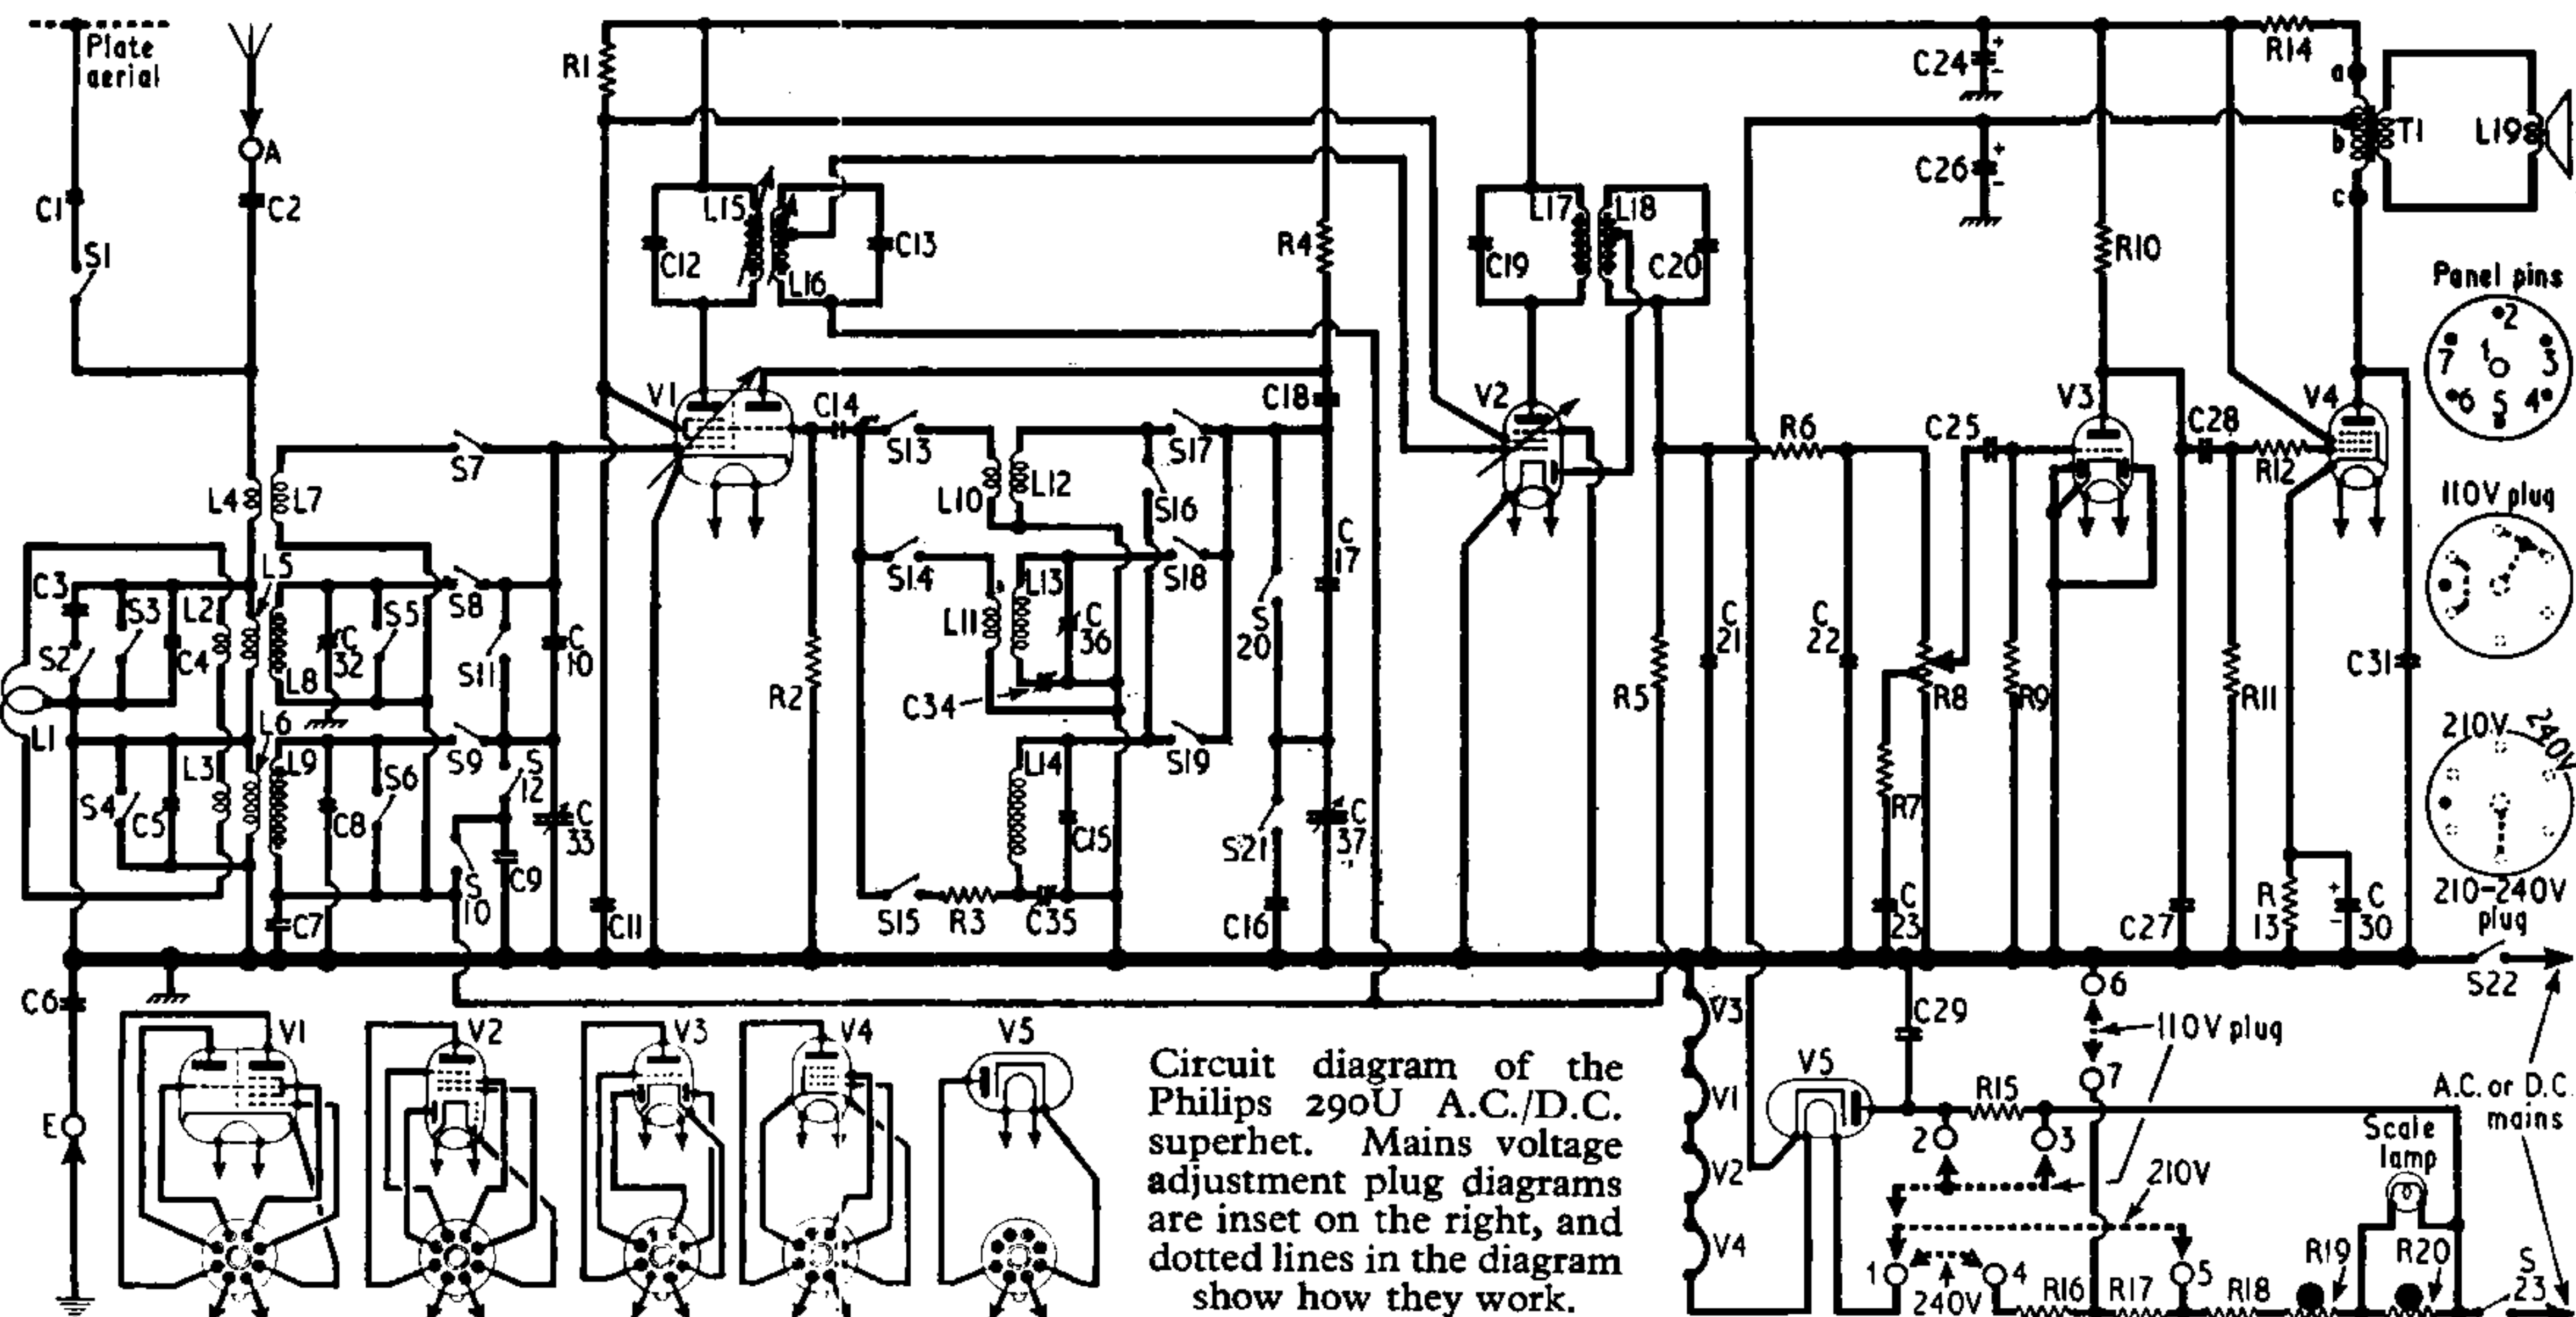 Plate
aerial
A
C1
S1
C2
R1
L15
C12
L16
C13
R4
L17
L18
C19
C20
C24
+
-
C26
+
-
R14
a
b
c
T1
L19
R10
Panel pins
1
2
3
4
5
6
7
V1
C14
C18
V2
V3
V4
R6
C25
C28
R12
110V plug
S7
S13
S17
L4
L7
L10
L12
S16
C
17
L5
C3
S3
L2
S5
S8
S14
L13
S18
S2
C4
C
32
S11
C
10
L11
C
36
S
20
C
21
C
22
L8
R2
C34
R5
R8
R9
R11
C31
L1
L6
L3
L9
S6
S9
S
12
L14
S19
210V
240V
S4
C5
C8
C
33
C15
S21
C
37
R7
C9
S
10
C7
C11
S15
R3
C35
C16
C
23
C27
R
13
+
-
C
30
210-240V
plug
S22
C6
E
V1
V2
V3
V4
V5
V3
V1
V2
V4
C29
6
110V plug
7
V5
R15
2
3
A.C. or D.C.
mains
Scale
lamp
210V
1
4
240V
5
R16
R17
R18
R19
R20
S
23
Circuit diagram of the
Philips 290U A.C./D.C.
superhet. Mains voltage
adjustment plug diagrams
are inset on the right, and
dotted lines in the diagram
show how they work.